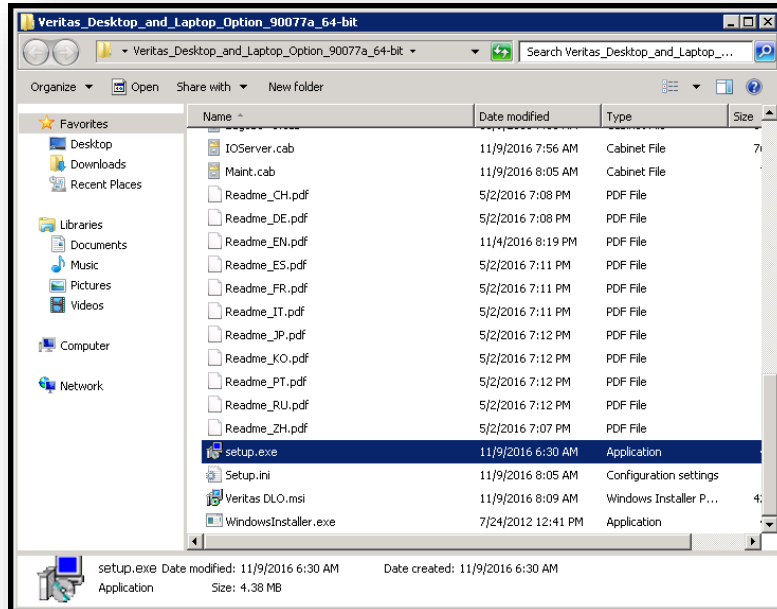 Veritas_Desktop_and_Laptop_Option_90077a_64-bit
Veritas_Desktop_and_Laptop_Option_90077a_64-bit
Search Veritas_Desktop_and_Laptop_...
Organize Open Share with New folder
Favorites
Desktop
Downloads
Recent Places
Libraries
Documents
Music
Pictures
Videos
Computer
Network
Name Date modified Type Size
IOServer.cab 11/9/2016 7:56 AM Cabinet File
Maint.cab 11/9/2016 8:05 AM Cabinet File
Readme_CH.pdf 5/2/2016 7:08 PM PDF File
Readme_DE.pdf 5/2/2016 7:08 PM PDF File
Readme_EN.pdf 11/4/2016 8:19 PM PDF File
Readme_ES.pdf 5/2/2016 7:11 PM PDF File
Readme_FR.pdf 5/2/2016 7:11 PM PDF File
Readme_IT.pdf 5/2/2016 7:11 PM PDF File
Readme_JP.pdf 5/2/2016 7:12 PM PDF File
Readme_KO.pdf 5/2/2016 7:12 PM PDF File
Readme_PT.pdf 5/2/2016 7:12 PM PDF File
Readme_RU.pdf 5/2/2016 7:12 PM PDF File
Readme_ZH.pdf 5/2/2016 7:07 PM PDF File
setup.exe 11/9/2016 6:30 AM Application
Setup.ini 11/9/2016 8:05 AM Configuration settings
Veritas DLO.msi 11/9/2016 8:09 AM Windows Installer P...
WindowsInstaller.exe 7/24/2012 12:41 PM Application
setup.exe Date modified: 11/9/2016 6:30 AM Date created: 11/9/2016 6:30 AM
Application Size: 4.38 MB